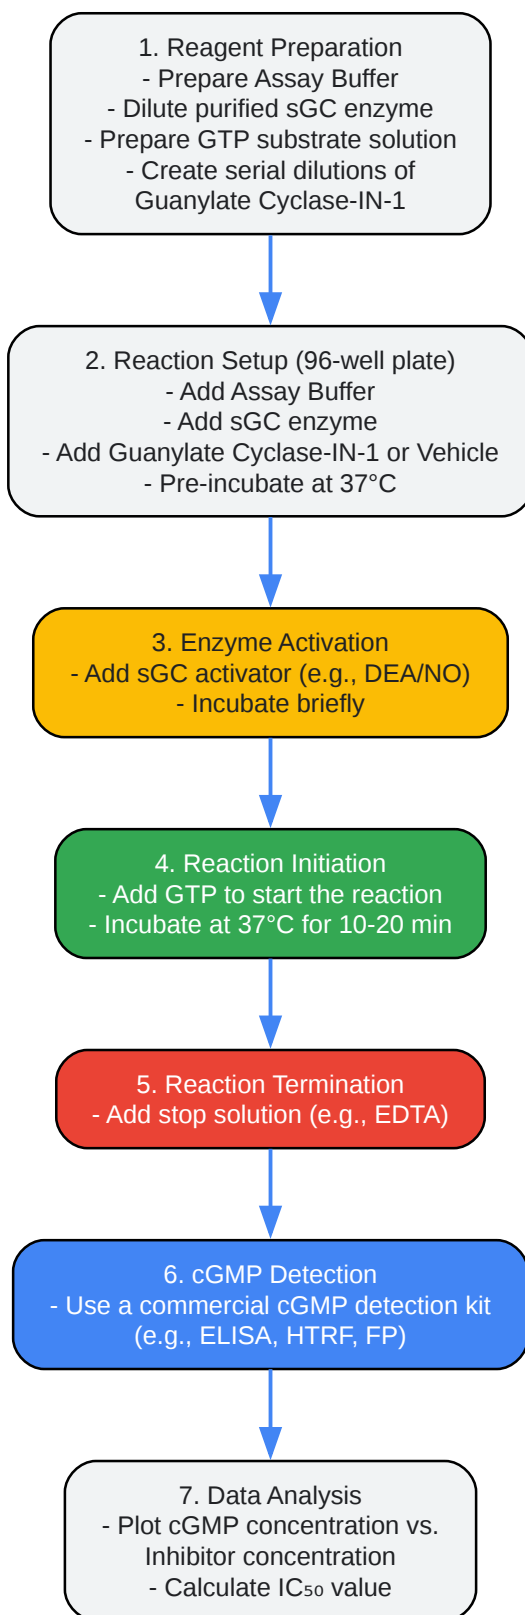 1. Reagent Preparation
- Prepare Assay Buffer
- Dilute purified sGC enzyme
- Prepare GTP substrate solution
- Create serial dilutions of
Guanylate Cyclase-IN-1
2. Reaction Setup (96-well plate)
- Add Assay Buffer
- Add sGC enzyme
- Add Guanylate Cyclase-IN-1 or Vehicle
- Pre-incubate at 37°C
3. Enzyme Activation
- Add sGC activator (e.g., DEA/NO)
- Incubate briefly
4. Reaction Initiation
- Add GTP to start the reaction
- Incubate at 37°C for 10-20 min
5. Reaction Termination
- Add stop solution (e.g., EDTA)
6. cGMP Detection
- Use a commercial cGMP detection kit
(e.g., ELISA, HTRF, FP)
7. Data Analysis
- Plot cGMP concentration vs.
Inhibitor concentration
- Calculate IC₅₀ value